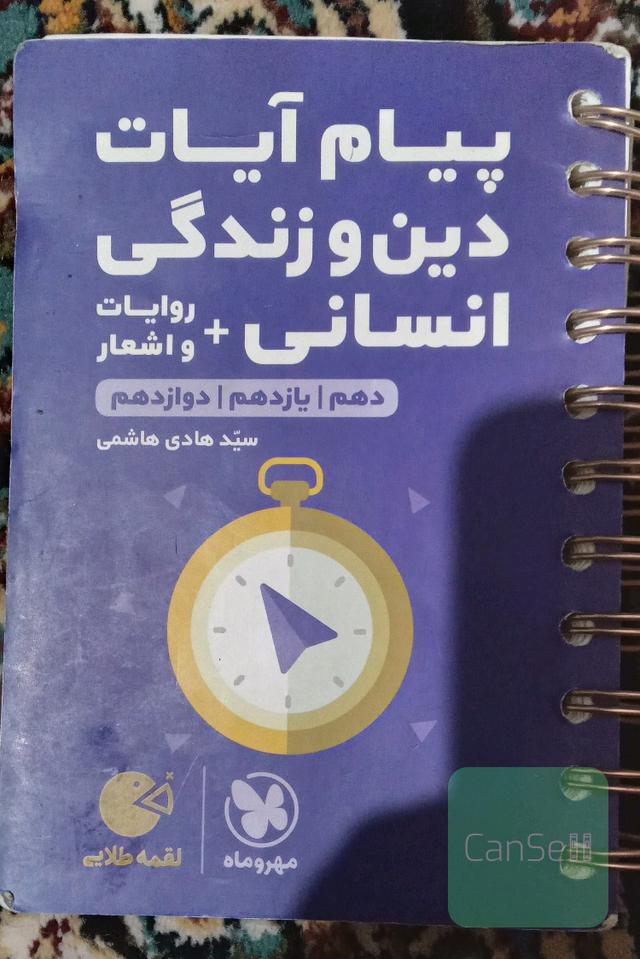 پیام آیات
دین و زندگی
انسانی + روایات
و اشعار
دهم | یازدهم | دوازدهم
سیّد هادی هاشمی
لقمه طلایی
مهروماه
CanSell